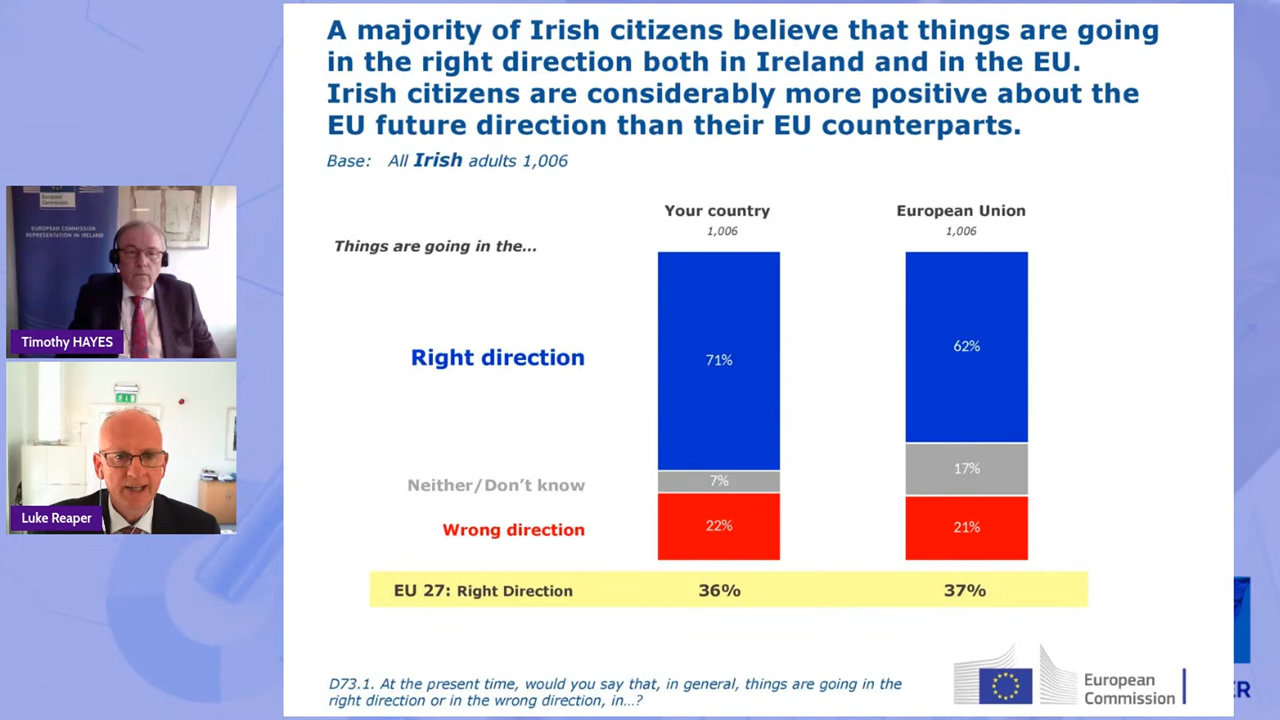 A majority of Irish citizens believe that things are going
in the right direction both in Ireland and in the EU.
Irish citizens are considerably more positive about the
EU future direction than their EU counterparts.
Base: All Irish adults 1,006
Your country
1,006
European Union
1,006
Things are going in the...
Right direction
71%
62%
Neither/Don't know
7%
17%
Wrong direction
22%
21%
EU 27: Right Direction
36%
37%
D73.1. At the present time, would you say that, in general, things are going in the
right direction or in the wrong direction, in...?
European
Commission
European
Commission
EUROPEAN COMMISSION
REPRESENTATION IN IRELAND
Timothy HAYES
Luke Reaper
ER